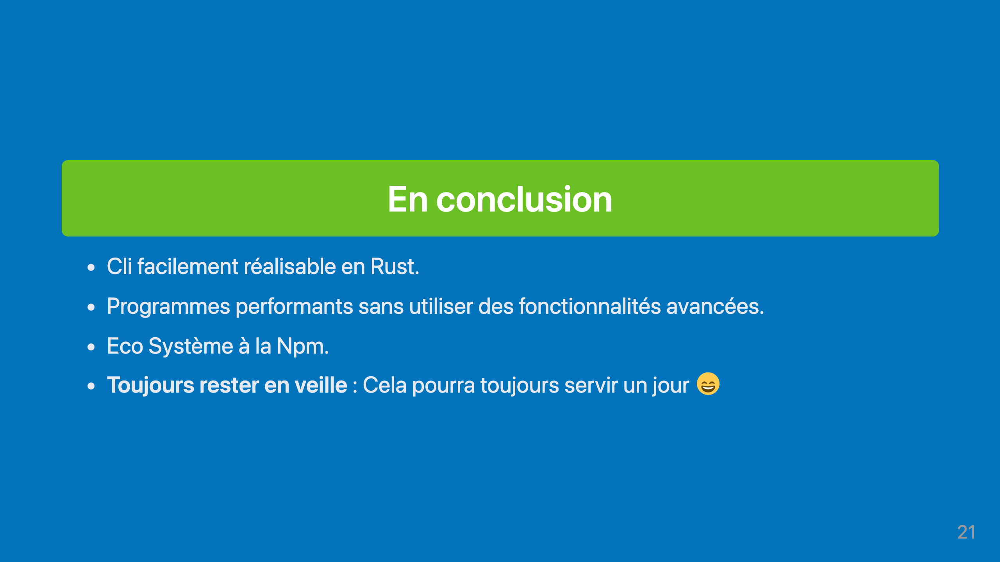 En conclusion
• Cli facilement réalisable en Rust.
• Programmes performants sans utiliser des fonctionnalités avancées.
• Eco Système à la Npm.
• Toujours rester en veille : Cela pourra toujours servir un jour 😄
21